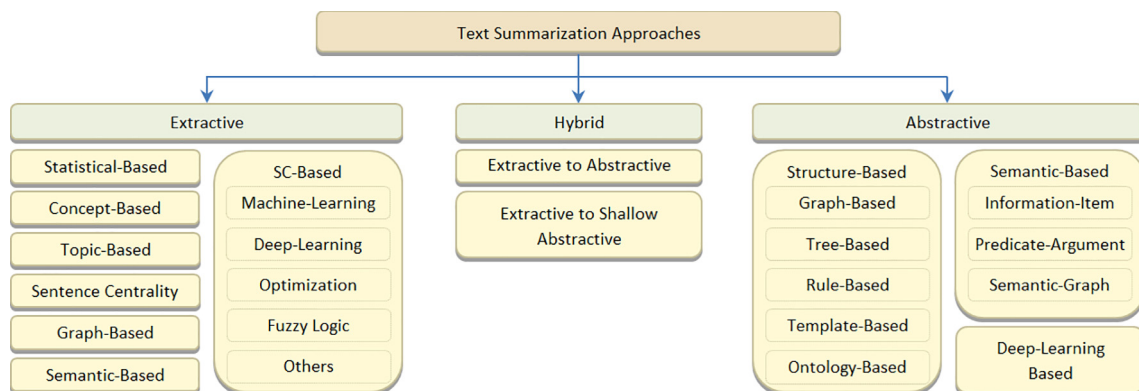 Text Summarization Approaches
Extractive
Statistical-Based
Concept-Based
Topic-Based
Sentence Centrality
Graph-Based
Semantic-Based
SC-Based
Machine-Learning
Deep-Learning
Optimization
Fuzzy Logic
Others
Hybrid
Extractive to Abstractive
Extractive to Shallow
Abstractive
Abstractive
Structure-Based
Graph-Based
Tree-Based
Rule-Based
Template-Based
Ontology-Based
Semantic-Based
Information-Item
Predicate-Argument
Semantic-Graph
Deep-Learning
Based